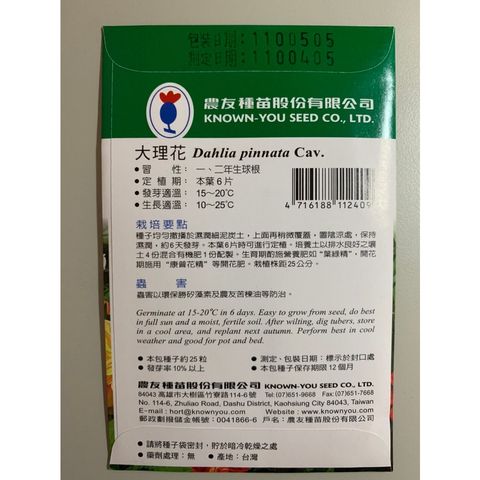 包裝日期:1100505
測定日期:1100405
農友種苗股份有限公司
KNOWN-YOU SEED CO., LTD.
大理花 Dahlia pinnata Cav.
● 習　　性: 一、二年生球根
● 定 植 期: 本葉6片
● 發芽適溫: 15~20℃
● 生長適溫: 10~25℃
4 716188 112409
栽培要點
種子均勻撒播於濕潤細泥炭土,上面再稍微覆蓋,置陰涼處,保持
濕潤,約6天發芽。本葉6片時可進行定植。培養土以排水良好之壤
土4份混合有機肥1份配製。生育期酌施營養肥如"葉綠精",開花
期施用"康普花精"等開花肥。栽植株距25公分。
蟲　　害
蟲害以環保勝矽藻素及農友苦楝油等防治。
Germinate at 15-20℃ in 6 days. Easy to grow from seed, do best
in full sun and a moist, fertile soil. After wilting, dig tubers, store
in a cool area, and replant next autumn. Perform best in cool
weather and good for pot and bed.
● 本包種子約25粒
● 測定、包裝日期:標示於封口處
● 發芽率10%以上
● 本包種子保存期限12個月
農友種苗股份有限公司 KNOWN-YOU SEED CO., LTD.
84043 高雄市大樹區竹寮路114-6號 Tel:(07)651-9668 Fax:(07)651-7668
No. 114-6, Zhuliao Road, Dashu District, Kaohsiung City 84043, Taiwan
E-mail : hort@knownyou.com Website : www.knownyou.com
郵政劃撥儲金帳號:0041866-6 戶名:農友種苗股份有限公司
● 請將種子袋密封,貯於暗冷乾燥之處
● 藥劑處理:無 ● 產地:台灣